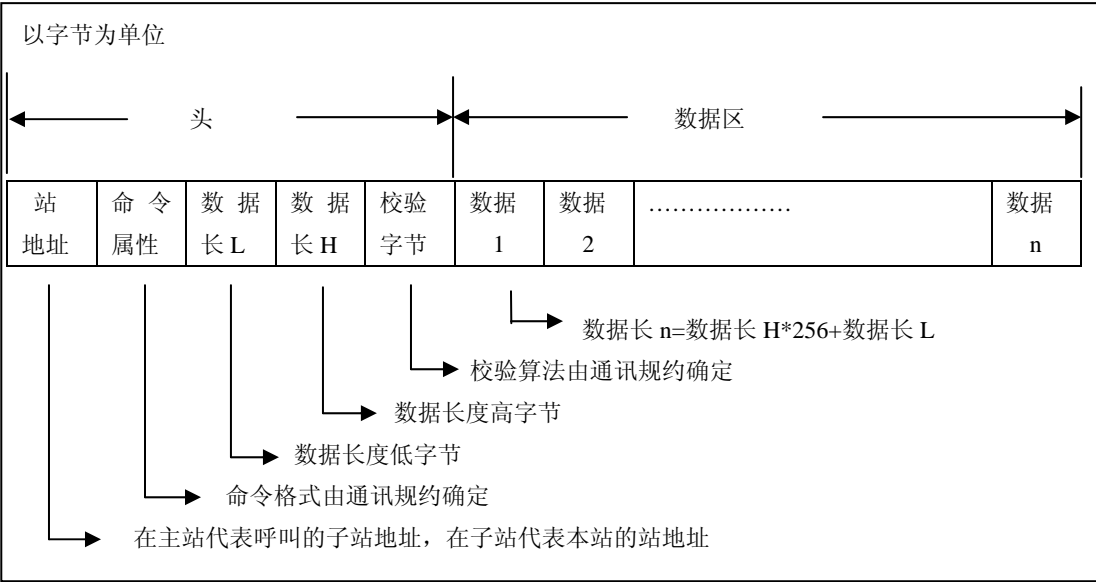 以字节为单位
头 数据区
站 命 令 数 据 数 据 校验 数据 数据 ……………… 数据
地址 属性 长 L 长 H 字节 1 2 n
数据长 n=数据长 H*256+数据长 L
校验算法由通讯规约确定
数据长度高字节
数据长度低字节
命令格式由通讯规约确定
在主站代表呼叫的子站地址，在子站代表本站的站地址